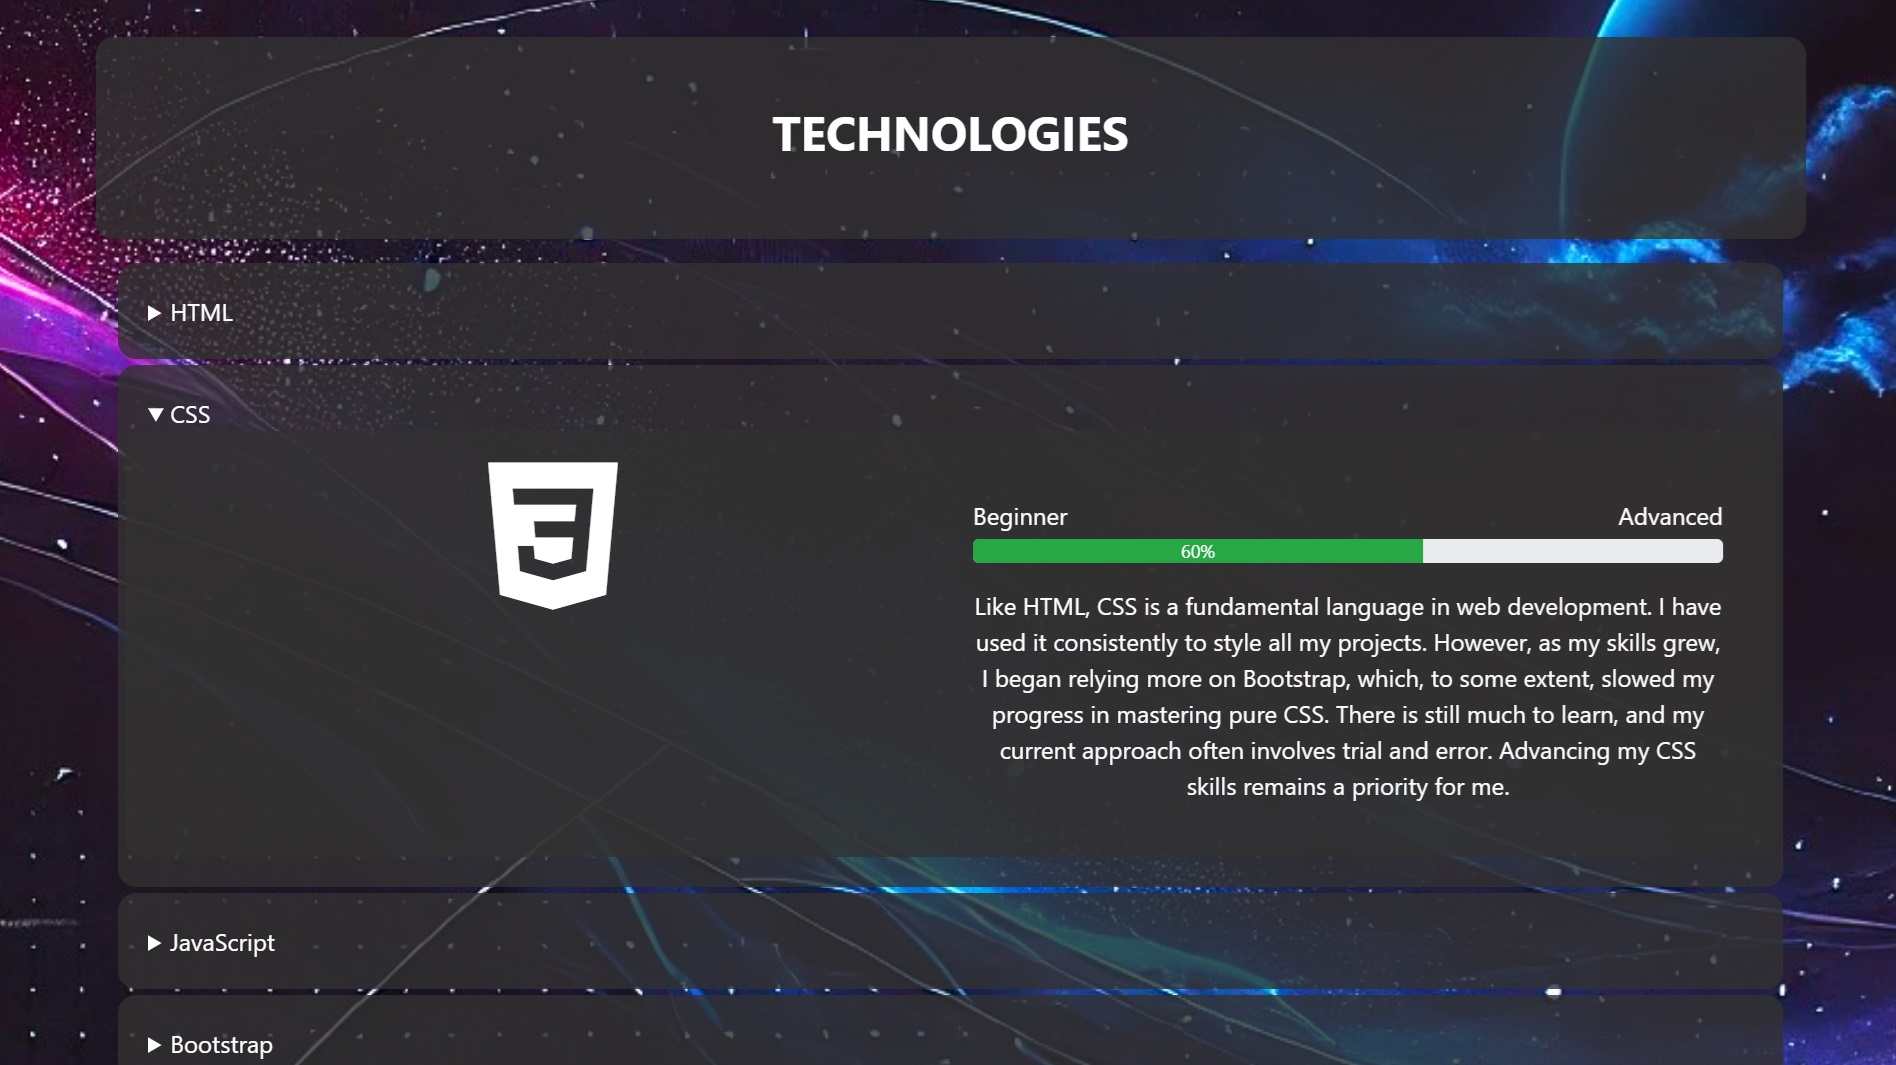 TECHNOLOGIES
HTML
CSS
Beginner Advanced
60%
Like HTML, CSS is a fundamental language in web development. I have
used it consistently to style all my projects. However, as my skills grew,
I began relying more on Bootstrap, which, to some extent, slowed my
progress in mastering pure CSS. There is still much to learn, and my
current approach often involves trial and error. Advancing my CSS
skills remains a priority for me.
JavaScript
Bootstrap